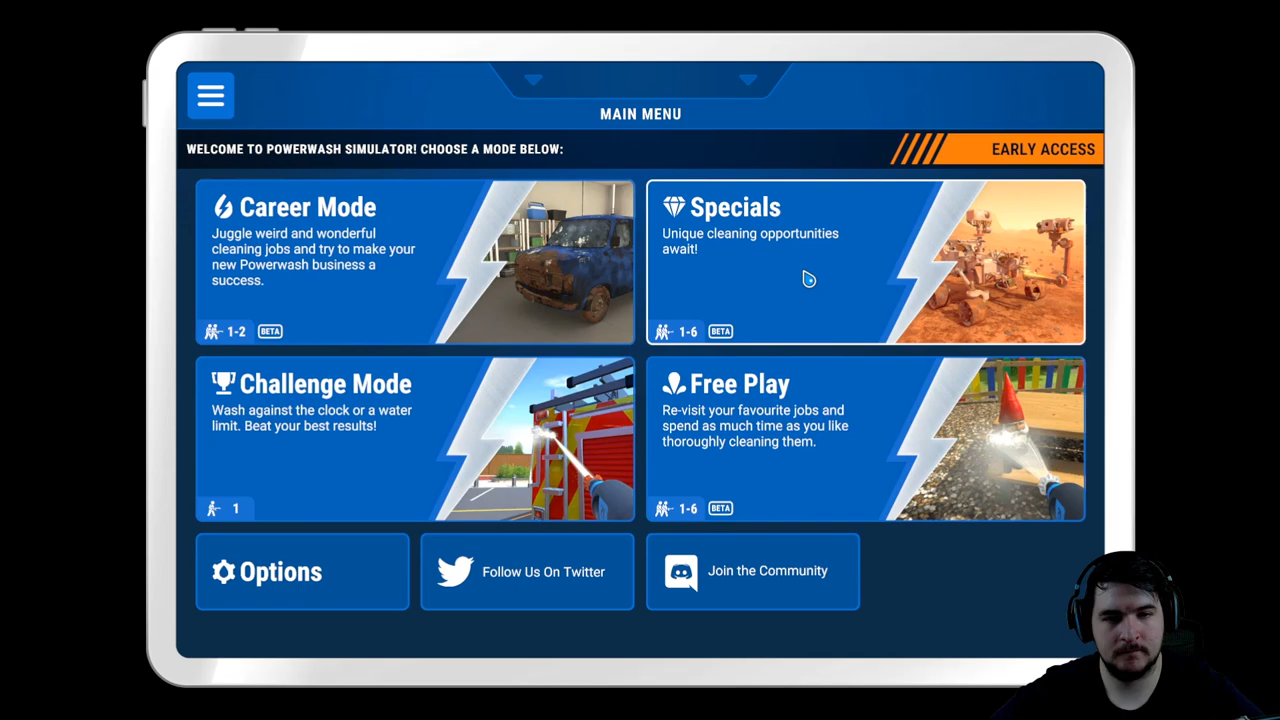 MAIN MENU
WELCOME TO POWERWASH SIMULATOR! CHOOSE A MODE BELOW:
EARLY ACCESS
Career Mode
Juggle weird and wonderful
cleaning jobs and try to make your
new Powerwash business a
success.
1-2 BETA
Specials
Unique cleaning opportunities
await!
1-6 BETA
Challenge Mode
Wash against the clock or a water
limit. Beat your best results!
1
Free Play
Re-visit your favourite jobs and
spend as much time as you like
thoroughly cleaning them.
1-6 BETA
Options
Follow Us On Twitter
Join the Community